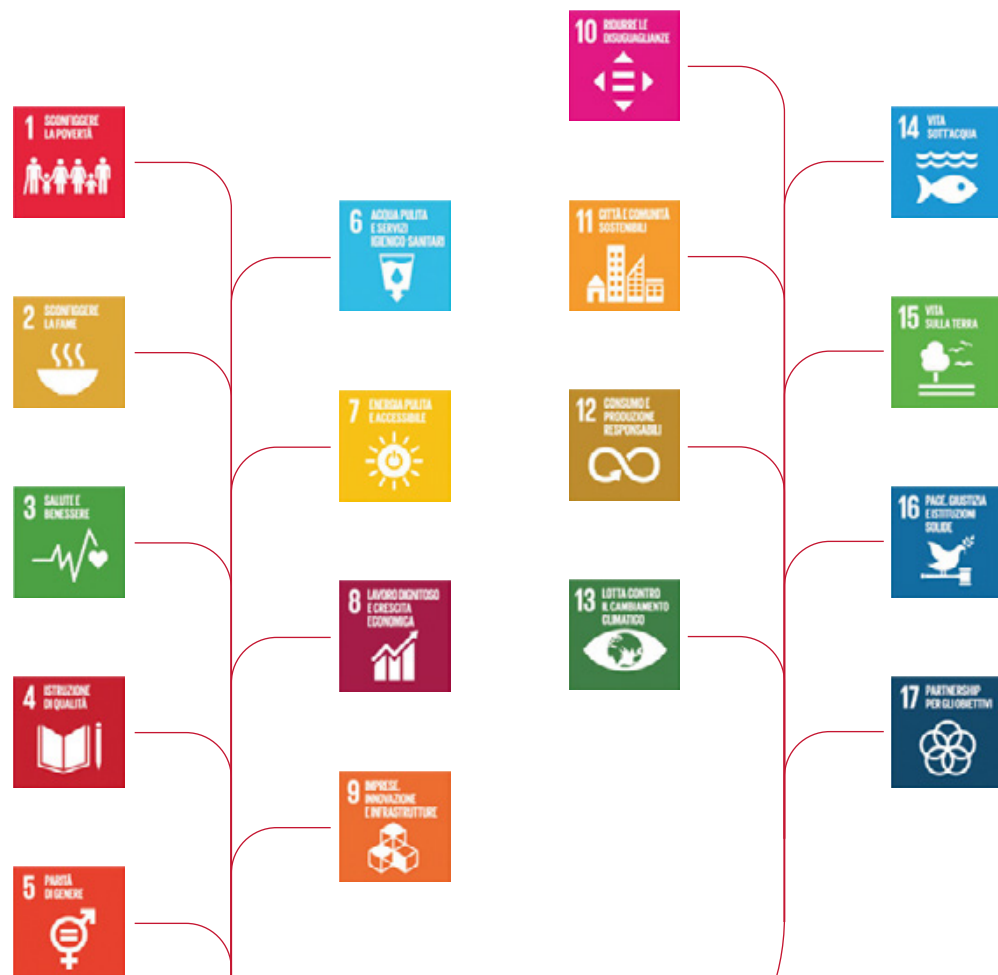 1 SCONFIGGERE
LA POVERTÀ
2 SCONFIGGERE
LA FAME
3 SALUTE E
BENESSERE
4 ISTRUZIONE
DI QUALITÀ
5 PARITÀ
DI GENERE
6 ACQUA PULITA
E SERVIZI
IGIENICO SANITARI
7 ENERGIA PULITA
E ACCESSIBILE
8 LAVORO DIGNITOSO
E CRESCITA
ECONOMICA
9 IMPRESE,
INNOVAZIONE
E INFRASTRUTTURE
10 RIDURRE LE
DISUGUAGLIANZE
11 CITTÀ E COMUNITÀ
SOSTENIBILI
12 CONSUMO E
PRODUZIONE
RESPONSABILI
13 LOTTA CONTRO
IL CAMBIAMENTO
CLIMATICO
14 VITA
SOTT'ACQUA
15 VITA
SULLA TERRA
16 PACE, GIUSTIZIA
E ISTITUZIONI
SOLIDE
17 PARTNERSHIP
PER GLI OBIETTIVI